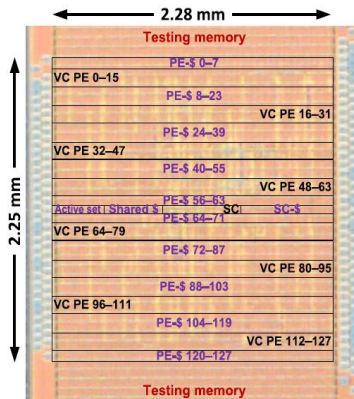 2.28 mm
Testing memory
PE-$ 0–7
VC PE 0–15
PE-$ 8–23
VC PE 16–31
PE-$ 24–39
VC PE 32–47
PE-$ 40–55
VC PE 48–63
PE-$ 56–63
Active set Shared $ SC SC-$
PE-$ 64–71
VC PE 64–79
PE-$ 72–87
VC PE 80–95
PE-$ 88–103
VC PE 96–111
PE-$ 104–119
VC PE 112–127
PE-$ 120–127
Testing memory
2.25 mm